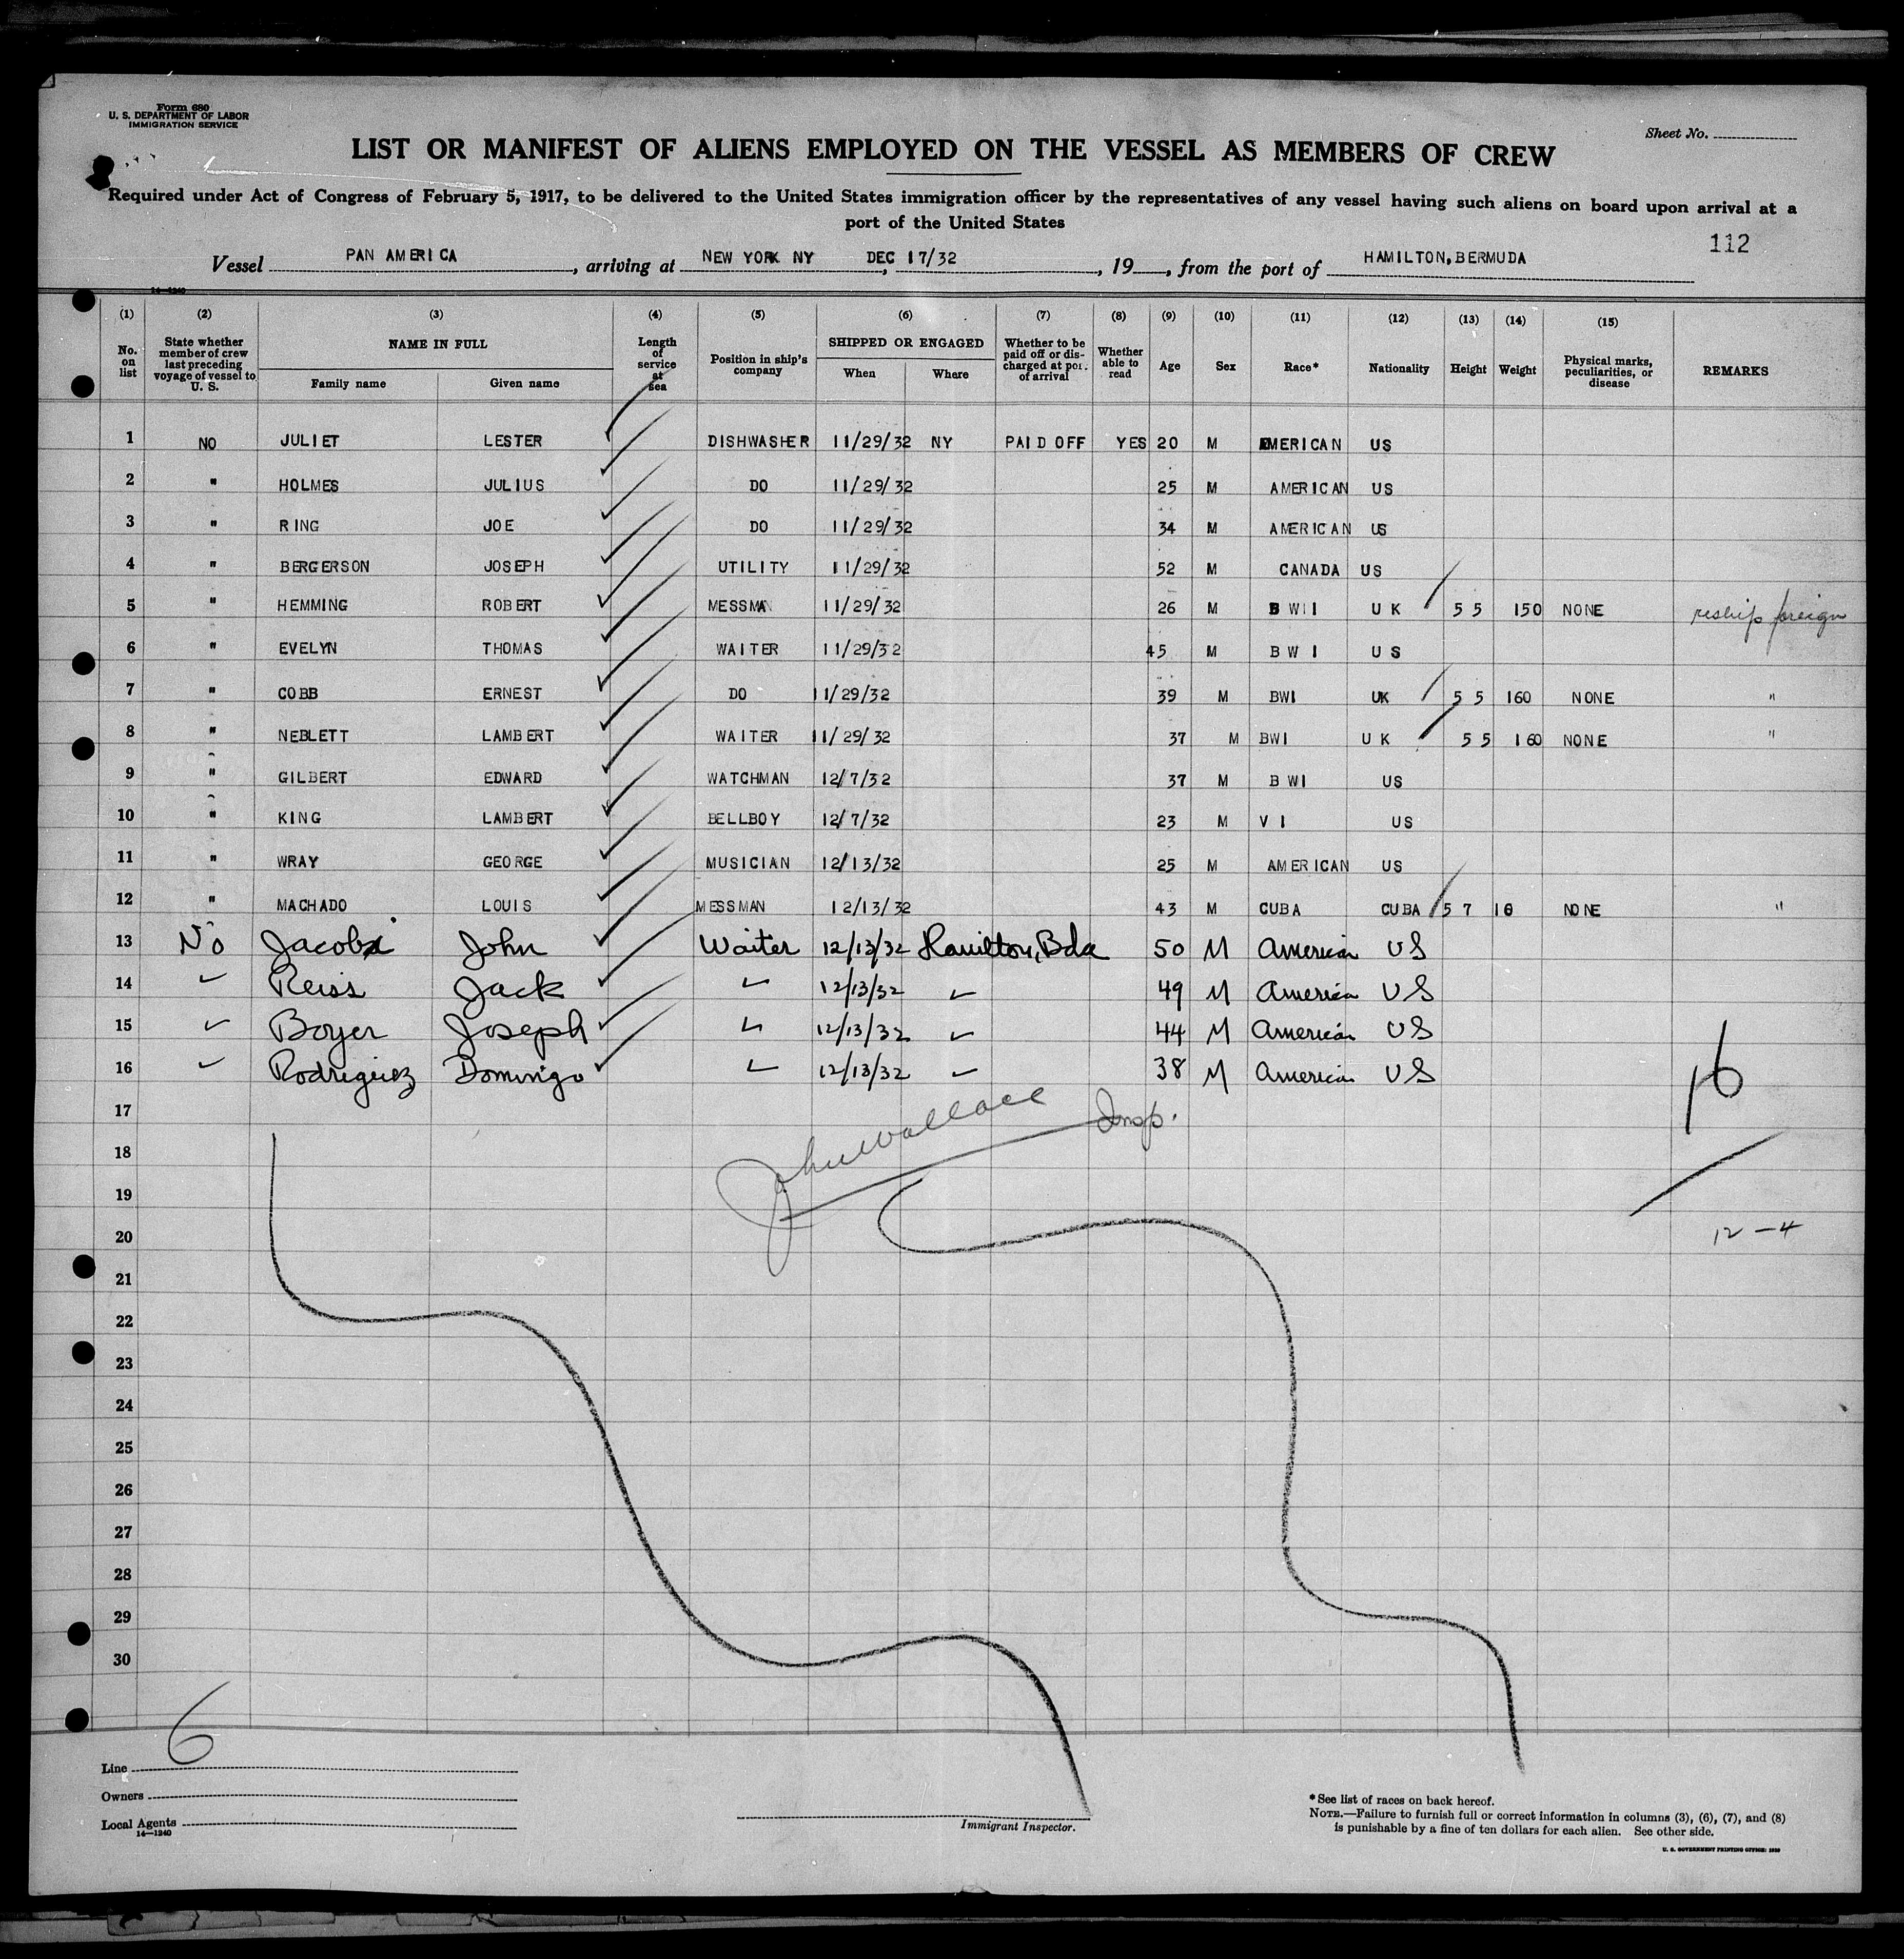 Form 680
U. S. DEPARTMENT OF LABOR
IMMIGRATION SERVICE
Sheet No.
LIST OR MANIFEST OF ALIENS EMPLOYED ON THE VESSEL AS MEMBERS OF CREW
Required under Act of Congress of February 5, 1917, to be delivered to the United States immigration officer by the representatives of any vessel having such aliens on board upon arrival at a
port of the United States
112
Vessel PAN AMERICA, arriving at NEW YORK NY, DEC 17/32, 19, from the port of HAMILTON, BERMUDA
14—1240
(1) (2) (3) (4) (5) (6) (7) (8) (9) (10) (11) (12) (13) (14) (15)
No. on list State whether member of crew last preceding voyage of vessel to U. S. NAME IN FULL Family name Given name Length of service at sea Position in ship's company SHIPPED OR ENGAGED When Where Whether to be paid off or discharged at port of arrival Whether able to read Age Sex Race* Nationality Height Weight Physical marks, peculiarities, or disease REMARKS
1 NO JULIET LESTER DISHWASHER 11/29/32 NY PAID OFF YES 20 M AMERICAN US
2 " HOLMES JULIUS DO 11/29/32 25 M AMERICAN US
3 " RING JOE DO 11/29/32 34 M AMERICAN US
4 " BERGERSON JOSEPH UTILITY 11/29/32 52 M CANADA US
5 " HEMMING ROBERT MESSMAN 11/29/32 26 M BWI UK 5 5 150 NONE reship foreign
6 " EVELYN THOMAS WAITER 11/29/32 45 M BWI US
7 " COBB ERNEST DO 11/29/32 39 M BWI UK 5 5 160 NONE "
8 " NEBLETT LAMBERT WAITER 11/29/32 37 M BWI UK 5 5 160 NONE "
9 " GILBERT EDWARD WATCHMAN 12/7/32 37 M BWI US
10 " KING LAMBERT BELLBOY 12/7/32 23 M VI US
11 " WRAY GEORGE MUSICIAN 12/13/32 25 M AMERICAN US
12 " MACHADO LOUIS MESSMAN 12/13/32 43 M CUBA CUBA 5 7 NONE "
13 No Jacobi John Waiter 12/13/32 Hamilton, Bda 50 M American US
14 " Reiss Jack " 12/13/32 " 49 M American US
15 " Boyer Joseph " 12/13/32 " 44 M American US
16 " Rodriguez Domingo " 12/13/32 " 38 M American US
16
17
John Wallace Insp.
18
19
20
12 — 4
21
22
23
24
25
26
27
28
29
30
6
Line
Owners
Local Agents
14—1240
Immigrant Inspector.
* See list of races on back hereof.
NOTE.—Failure to furnish full or correct information in columns (3), (6), (7), and (8)
is punishable by a fine of ten dollars for each alien. See other side.
U. S. GOVERNMENT PRINTING OFFICE: 1930